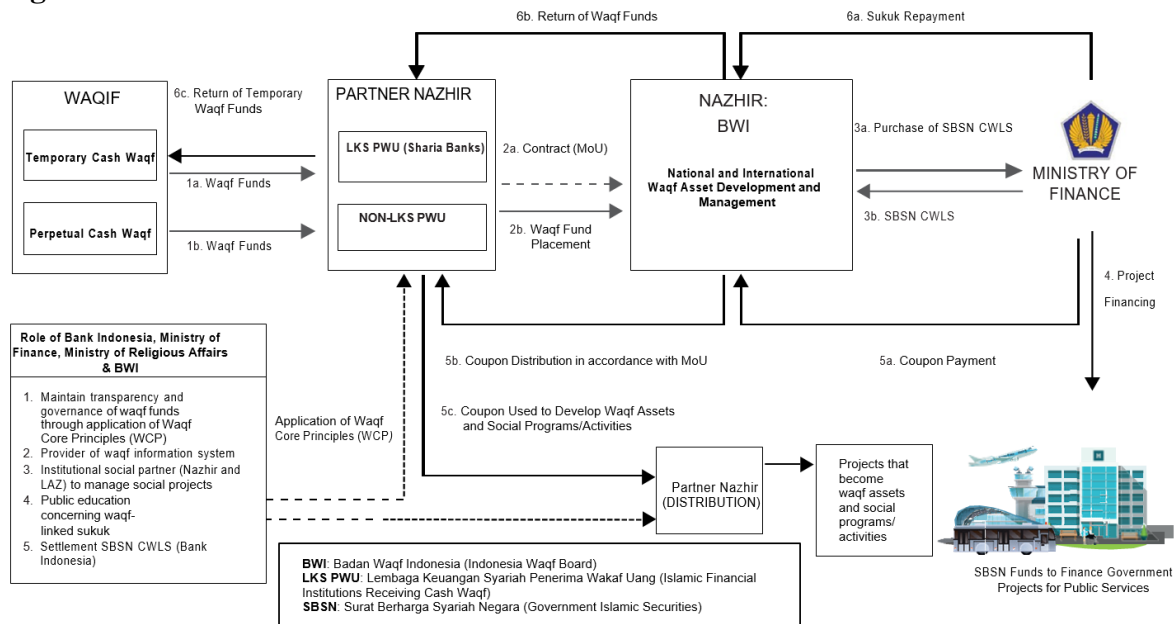 6b. Return of Waqf Funds
6a. Sukuk Repayment
WAQIF
6c. Return of Temporary
Waqf Funds
Temporary Cash Waqf
1a. Waqf Funds
Perpetual Cash Waqf
1b. Waqf Funds
PARTNER NAZHIR
LKS PWU (Sharia Banks)
NON-LKS PWU
2a. Contract (MoU)
2b. Waqf Fund
Placement
NAZHIR:
BWI
National and International
Waqf Asset Development and
Management
3a. Purchase of SBSN CWLS
3b. SBSN CWLS
MINISTRY OF
FINANCE
4. Project
Financing
5b. Coupon Distribution in accordance with MoU
5a. Coupon Payment
5c. Coupon Used to Develop Waqf Assets
and Social Programs/Activities
Role of Bank Indonesia, Ministry of
Finance, Ministry of Religious Affairs
& BWI
1. Maintain transparency and
governance of waqf funds
through application of Waqf
Core Principles (WCP)
2. Provider of waqf information system
3. Institutional social partner (Nazhir and
LAZ) to manage social projects
4. Public education
concerning waqf-
linked sukuk
5. Settlement SBSN CWLS (Bank
Indonesia)
Application of Waqf
Core Principles (WCP)
Partner Nazhir
(DISTRIBUTION)
Projects that
become
waqf assets
and social
programs/
activities
SBSN Funds to Finance Government
Projects for Public Services
BWI: Badan Waqf Indonesia (Indonesia Waqf Board)
LKS PWU: Lembaga Keuangan Syariah Penerima Wakaf Uang (Islamic Financial
Institutions Receiving Cash Waqf)
SBSN: Surat Berharga Syariah Negara (Government Islamic Securities)